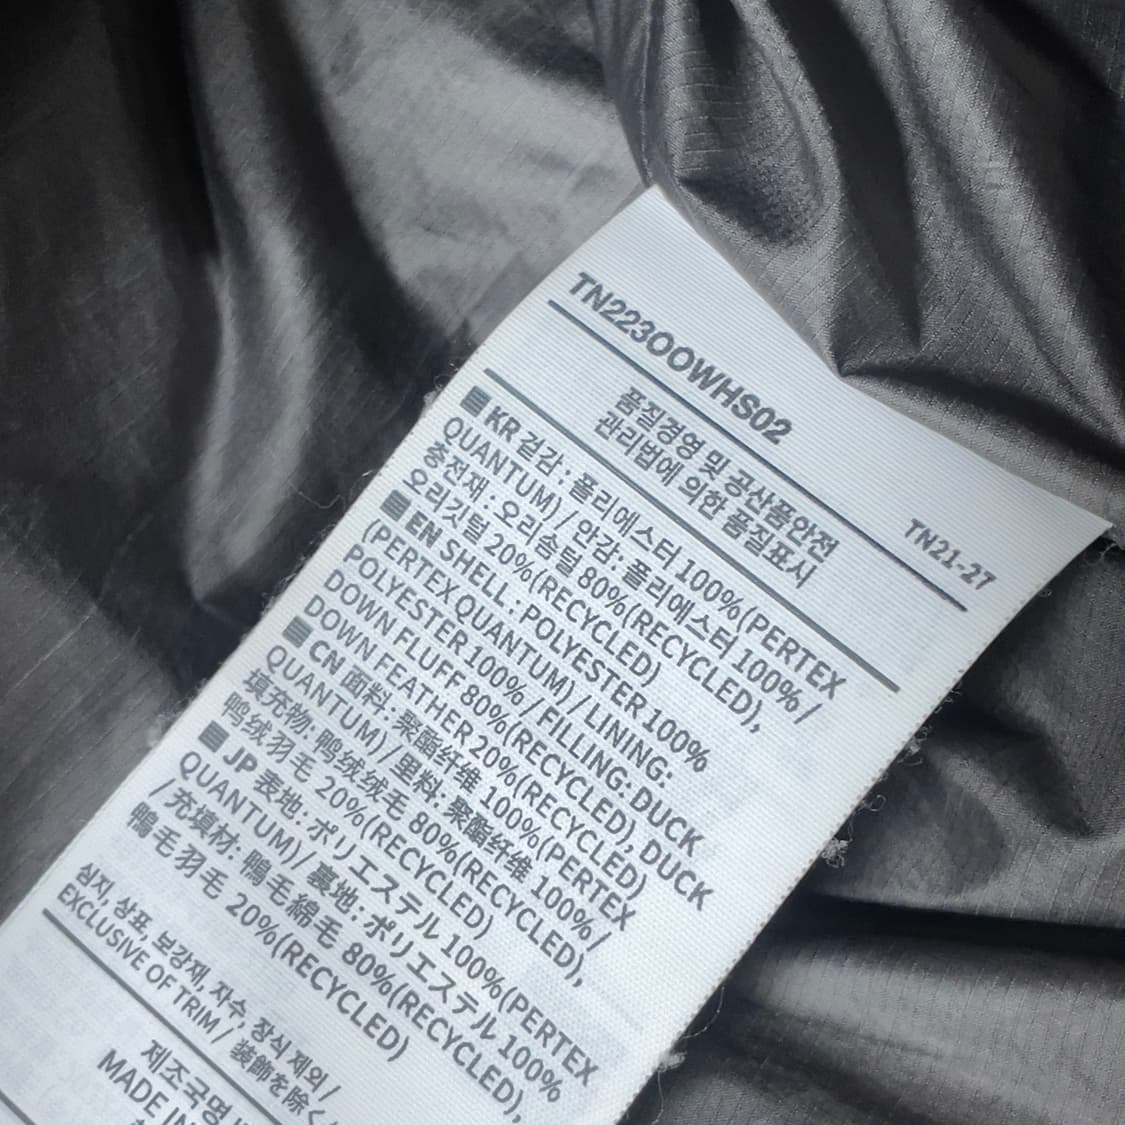 TN223OOWHS02
TN21-27
품질경영 및 공산품안전
관리법에 의한 품질표시
■ KR 겉감 : 폴리에스터 100%(PERTEX
QUANTUM) / 안감 : 폴리에스터 100% /
충전재 : 오리솜털 80%(RECYCLED),
오리깃털 20%(RECYCLED)
■ EN SHELL : POLYESTER 100%
(PERTEX QUANTUM) / LINING:
POLYESTER 100% / FILLING: DUCK
DOWN FLUFF 80%(RECYCLED), DUCK
DOWN FEATHER 20%(RECYCLED)
■ CN 面料: 聚酯纤维 100%(PERTEX
QUANTUM) / 里料: 聚酯纤维 100% /
填充物: 鸭绒绒毛 80%(RECYCLED),
鸭绒羽毛 20%(RECYCLED)
■ JP 表地: ポリエステル 100%(PERTEX
QUANTUM) / 裏地: ポリエステル 100%
/ 充填材: 鴨毛綿毛 80%(RECYCLED),
鴨毛羽毛 20%(RECYCLED)
심지, 상표, 보강재, 자수, 장식 제외 /
EXCLUSIVE OF TRIM / 装飾を除く /
제조국명
MADE IN